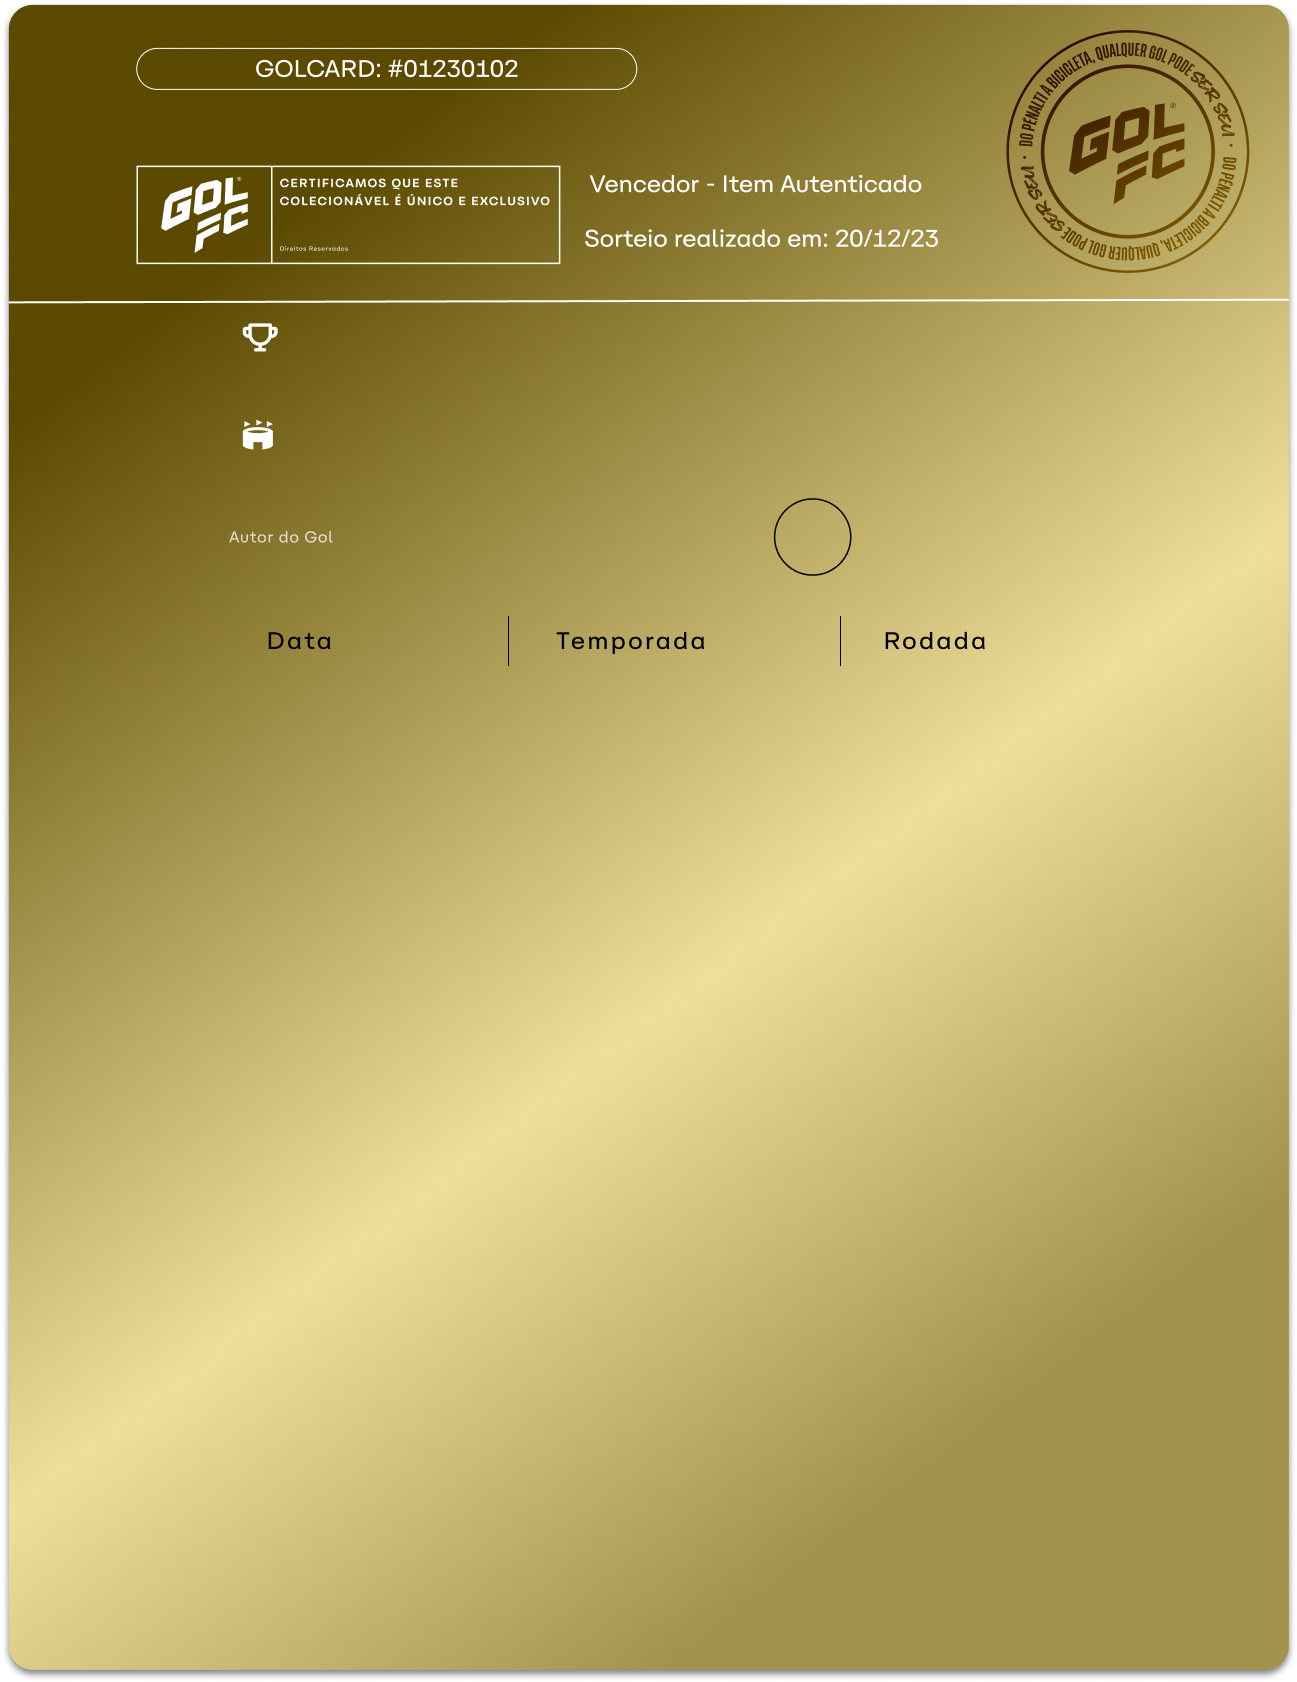 GOLCARD: #01230102
GOL
FC
®
CERTIFICAMOS QUE ESTE
COLECIONÁVEL É ÚNICO E EXCLUSIVO
Direitos Reservados
Vencedor - Item Autenticado
Sorteio realizado em: 20/12/23
DO PENALTI A BICICLETA, QUALQUER GOL PODE SER SEU •
DO PENALTI A BICICLETA, QUALQUER GOL PODE SER SEU •
GOL
FC
®
Autor do Gol
Data
Temporada
Rodada